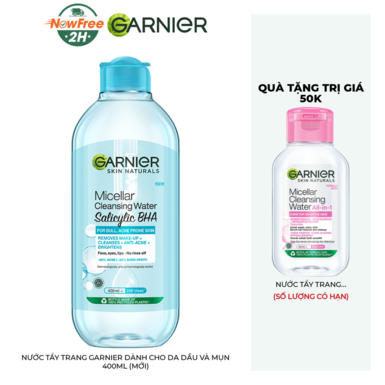 NowFree
2H
GARNIER
GARNIER
SKIN NATURALS
Micellar
Cleansing Water
Salicylic BHA
FOR DULL, ACNE PRONE SKIN
REMOVES MAKE-UP +
CLEANSES + ANTI-ACNE +
BRIGHTENS
Face, eyes, lips - No rinse off
400ml
NƯỚC TẨY TRANG GARNIER DÀNH CHO DA DẦU VÀ MỤN
400ML (MỚI)
QUÀ TẶNG TRỊ GIÁ
50K
GARNIER
SKIN NATURALS
Micellar
Cleansing
Water All-in-1
NƯỚC TẨY TRANG...
(SỐ LƯỢNG CÓ HẠN)